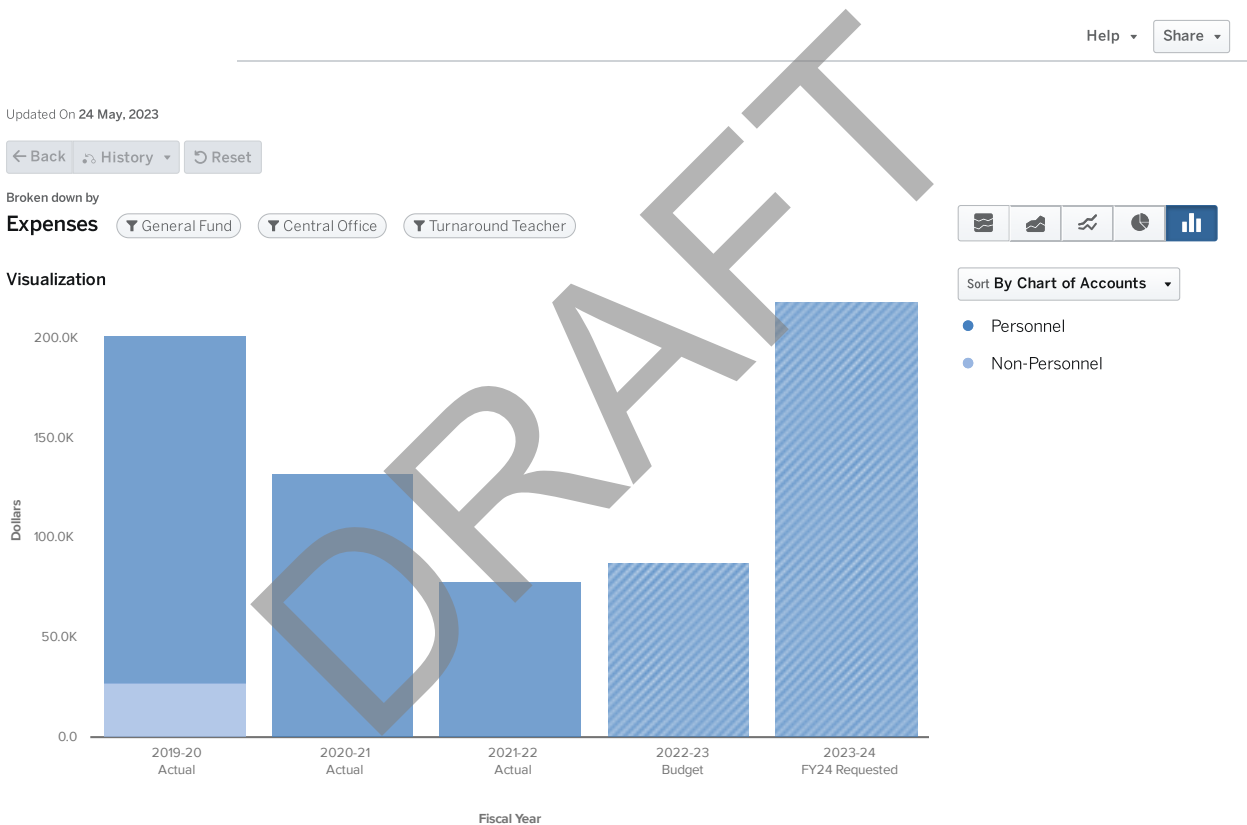 Help
Share
Updated On 24 May, 2023
Back
History
Reset
Broken down by
Expenses
General Fund
Central Office
Turnaround Teacher
Visualization
Sort By Chart of Accounts
Personnel
Non-Personnel
200.0K
150.0K
100.0K
50.0K
0.0
Dollars
2019-20
Actual
2020-21
Actual
2021-22
Actual
2022-23
Budget
2023-24
FY24 Requested
Fiscal Year
DRAFT